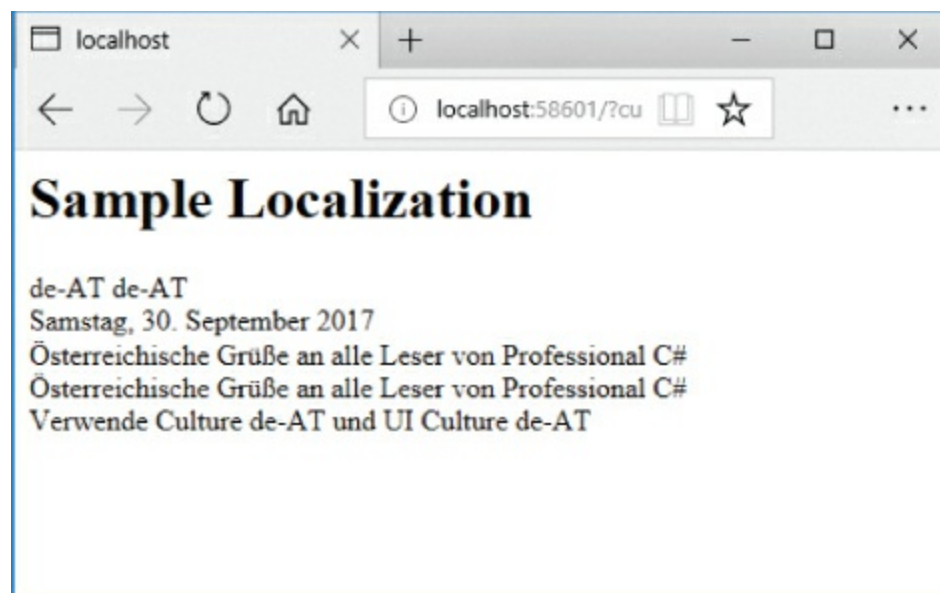 localhost
localhost:58601/?cu
Sample Localization
de-AT de-AT
Samstag, 30. September 2017
Österreichische Grüße an alle Leser von Professional C#
Österreichische Grüße an alle Leser von Professional C#
Verwende Culture de-AT und UI Culture de-AT